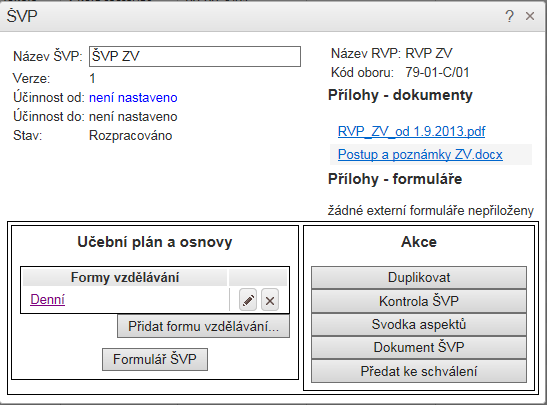 ŠVP
? ×
Název ŠVP: ŠVP ZV
Verze: 1
Účinnost od: není nastaveno
Účinnost do: není nastaveno
Stav: Rozpracováno
Název RVP: RVP ZV
Kód oboru: 79-01-C/01
Přílohy - dokumenty
RVP_ZV_od 1.9.2013.pdf
Postup a poznámky ZV.docx
Přílohy - formuláře
žádné externí formuláře nepřiloženy
Učební plán a osnovy
Formy vzdělávání
Denní
Přidat formu vzdělávání...
Formulář ŠVP
Akce
Duplikovat
Kontrola ŠVP
Svodka aspektů
Dokument ŠVP
Předat ke schválení